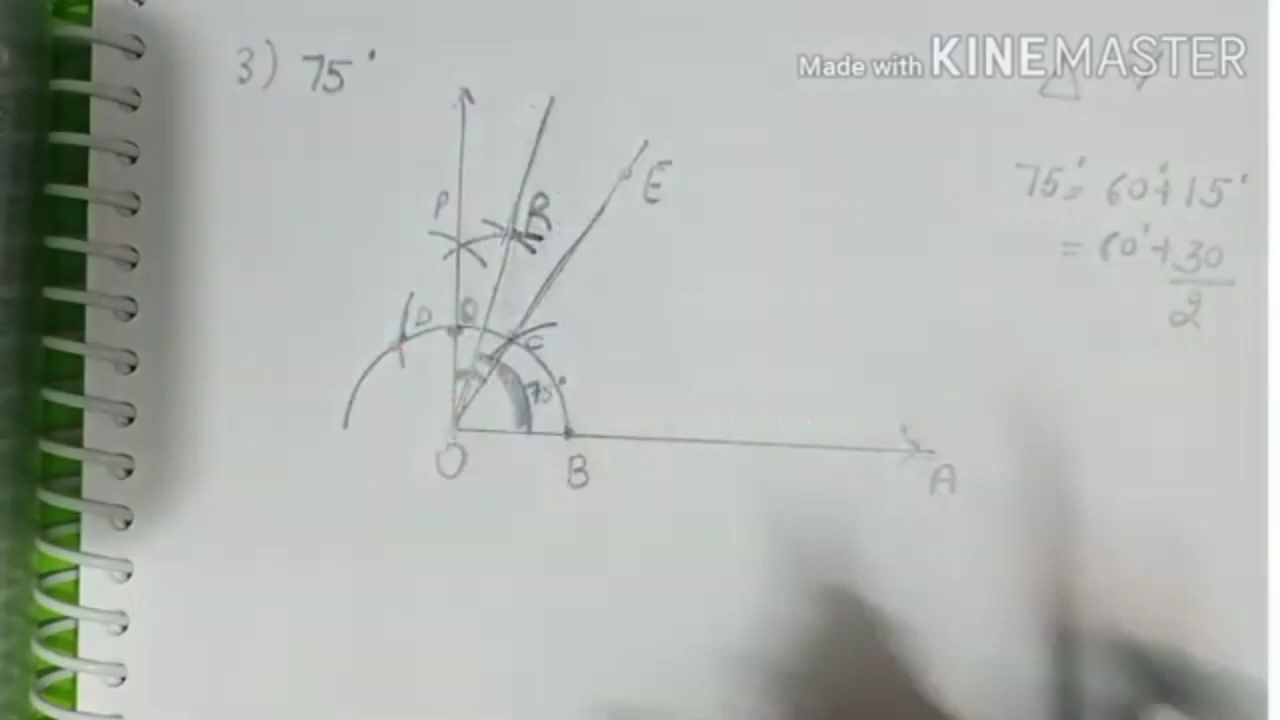 3) 75°
Made with KINEMASTER
75° = 60° + 15°
= 60° + 30
2
E
P
R
D
Q
C
75°
O
B
A